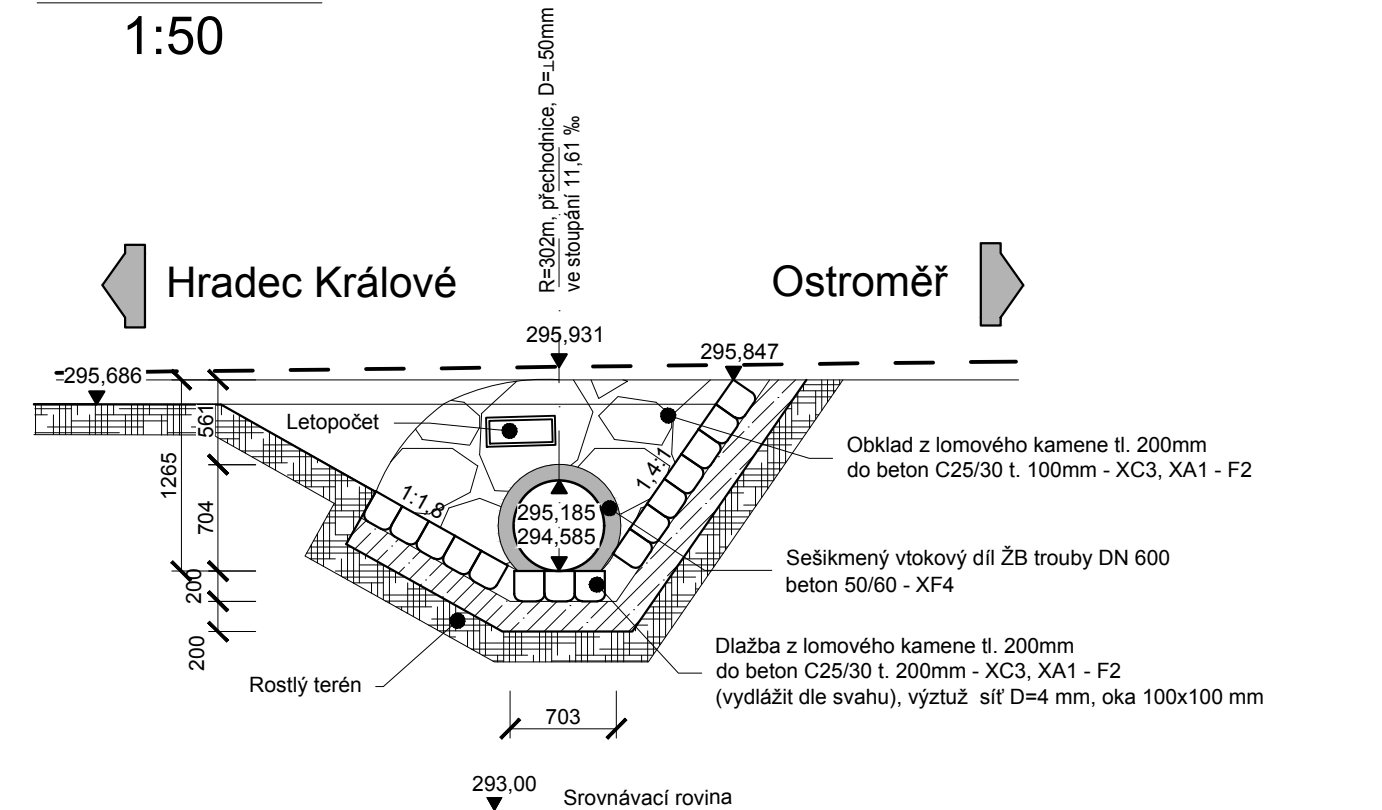 1:50
R=302m, přechodnice, D=⊥50mm
ve stoupání 11,61 ‰
Hradec Králové
Ostroměř
295,931
295,847
295,686
Letopočet
561
1265
704
200
200
1:1,8
1,4:1
295,185
294,585
Obklad z lomového kamene tl. 200mm
do beton C25/30 t. 100mm - XC3, XA1 - F2
Sešikmený vtokový díl ŽB trouby DN 600
beton 50/60 - XF4
Dlažba z lomového kamene tl. 200mm
do beton C25/30 t. 200mm - XC3, XA1 - F2
(vydláždit dle svahu), výztuž síť D=4 mm, oka 100x100 mm
Rostlý terén
703
293,00
Srovnávací rovina